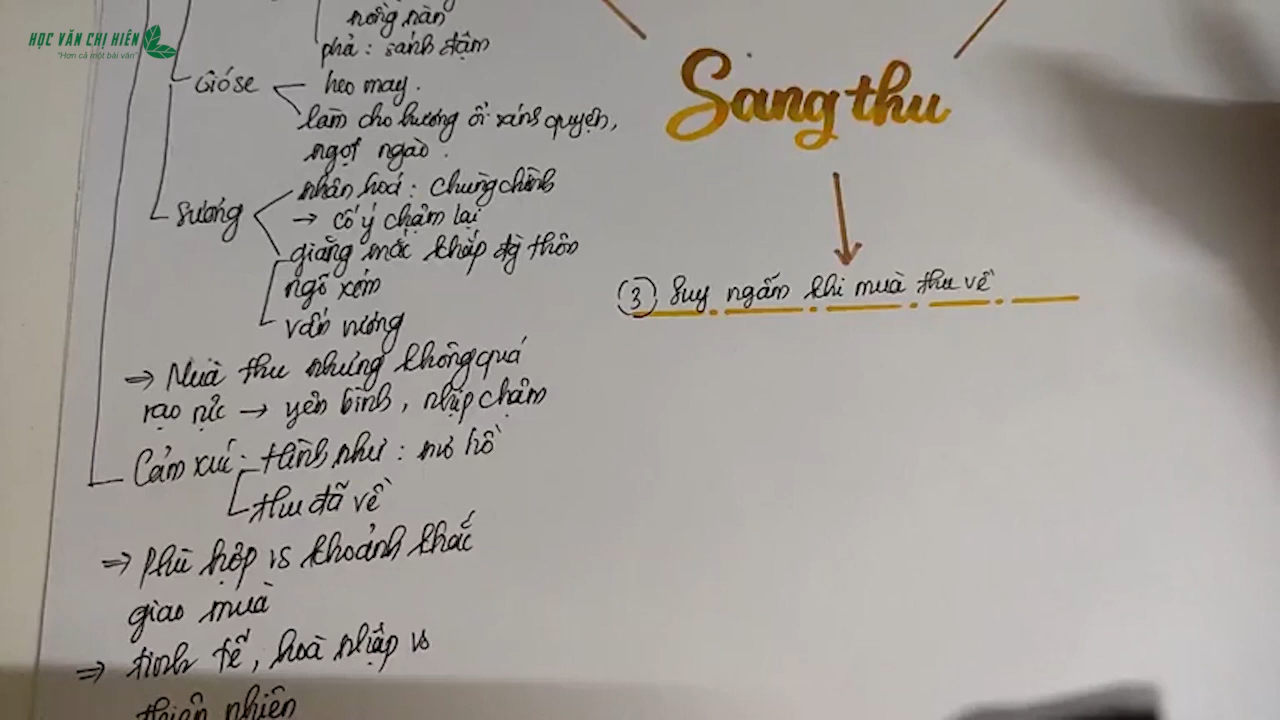 HỌC VĂN CHỊ HIÊN
"Hơn cả một bài văn"
nồng nàn
phả : sánh đậm
Gió se
heo may.
làm cho hương ổi sánh quyện,
ngọt ngào.
Sương
nhân hoá : chùng chình
→ cố ý chậm lại
giăng mắc khắp đg thôn
ngõ xóm
vấn vương
⇒ Mùa thu nhưng không quá
rạo rực → yên bình, nhịp chậm
Cảm xúc : Hình như : mơ hồ
thu đã về
⇒ phù hợp vs khoảnh khắc
giao mùa
⇒ tinh tế, hoà nhập vs
thiên nhiên
Sang thu
③ Suy ngẫm khi mùa thu về